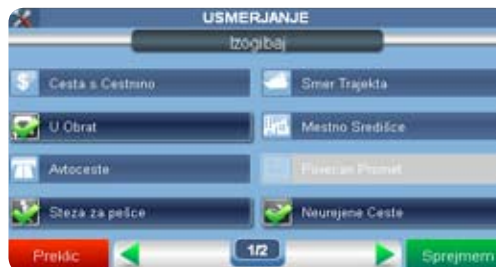 USMERJANJE
Izogibaj
Cesta s Cestnino
Smer Trajekta
U Obrat
Mestno Središče
Avtoceste
Povecan Promet
Steza za pešce
Neurejene Ceste
Preklic
1/2
Sprejmem